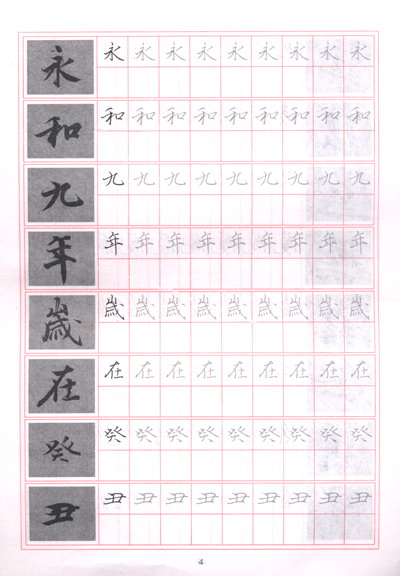 永 永 永 永 永 永 永 永 永 永
和 和 和 和 和 和 和 和 和 和
九 九 九 九 九 九 九 九 九 九
年 年 年 年 年 年 年 年 年 年
歲 歲 歲 歲 歲 歲 歲 歲 歲 歲
在 在 在 在 在 在 在 在 在 在
癸 癸 癸 癸 癸 癸 癸 癸 癸 癸
丑 丑 丑 丑 丑 丑 丑 丑 丑 丑
4